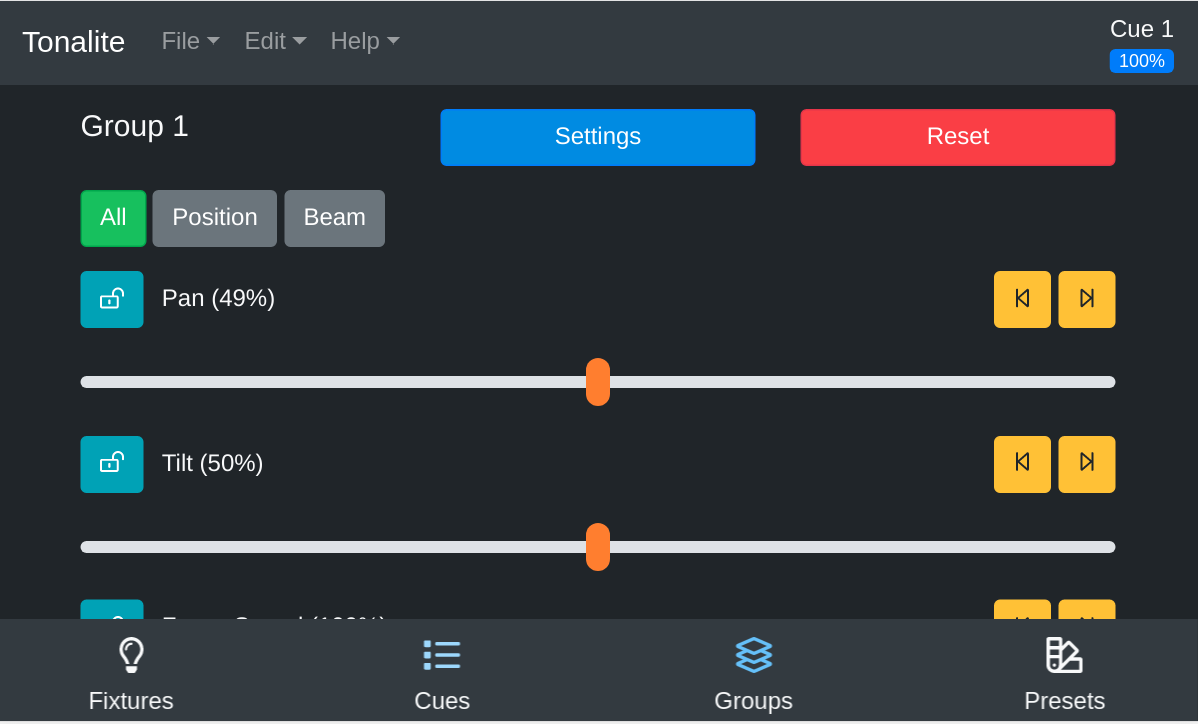 Tonalite File Edit Help Cue 1
100%
Group 1 Settings Reset
All Position Beam
Pan (49%)
Tilt (50%)
Fixtures Cues Groups Presets